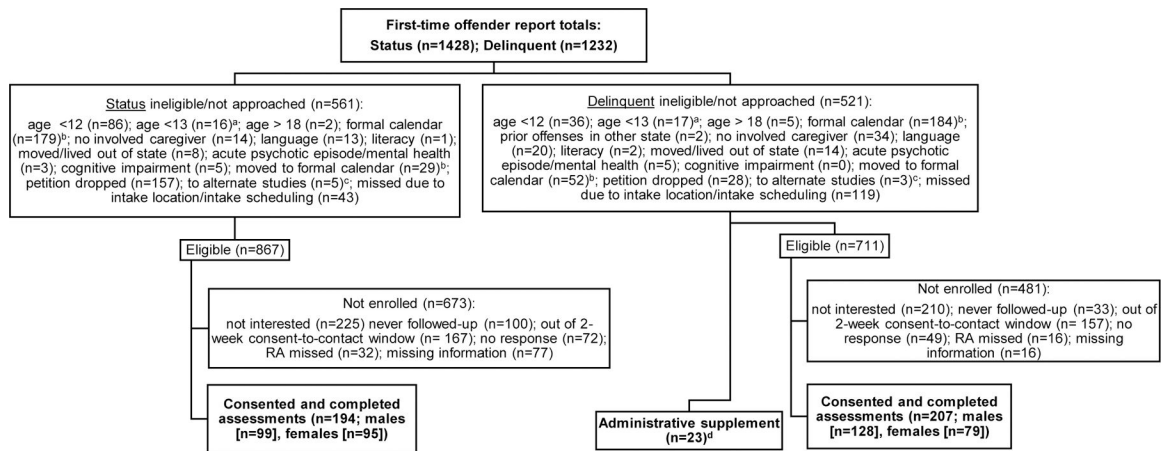 First-time offender report totals:
Status (n=1428); Delinquent (n=1232)
Status ineligible/not approached (n=561):
age <12 (n=86); age <13 (n=16)a; age > 18 (n=2); formal calendar
(n=179)b; no involved caregiver (n=14); language (n=13); literacy (n=1);
moved/lived out of state (n=8); acute psychotic episode/mental health
(n=3); cognitive impairment (n=5); moved to formal calendar (n=29)b;
petition dropped (n=157); to alternate studies (n=5)c; missed due to
intake location/intake scheduling (n=43)
Delinquent ineligible/not approached (n=521):
age <12 (n=36); age <13 (n=17)a; age > 18 (n=5); formal calendar (n=184)b;
prior offenses in other state (n=2); no involved caregiver (n=34); language
(n=20); literacy (n=2); moved/lived out of state (n=14); acute psychotic
episode/mental health (n=5); cognitive impairment (n=0); moved to formal
calendar (n=52)b; petition dropped (n=28); to alternate studies (n=3)c; missed
due to intake location/intake scheduling (n=119)
Eligible (n=867)
Eligible (n=711)
Not enrolled (n=673):
not interested (n=225) never followed-up (n=100); out of 2-
week consent-to-contact window (n= 167); no response (n=72);
RA missed (n=32); missing information (n=77)
Not enrolled (n=481):
not interested (n=210); never followed-up (n=33); out
of 2-week consent-to-contact window (n= 157); no
response (n=49); RA missed (n=16); missing
information (n=16)
Consented and completed
assessments (n=194; males
[n=99], females [n=95])
Administrative supplement
(n=23)d
Consented and completed
assessments (n=207; males
[n=128], females [n=79])